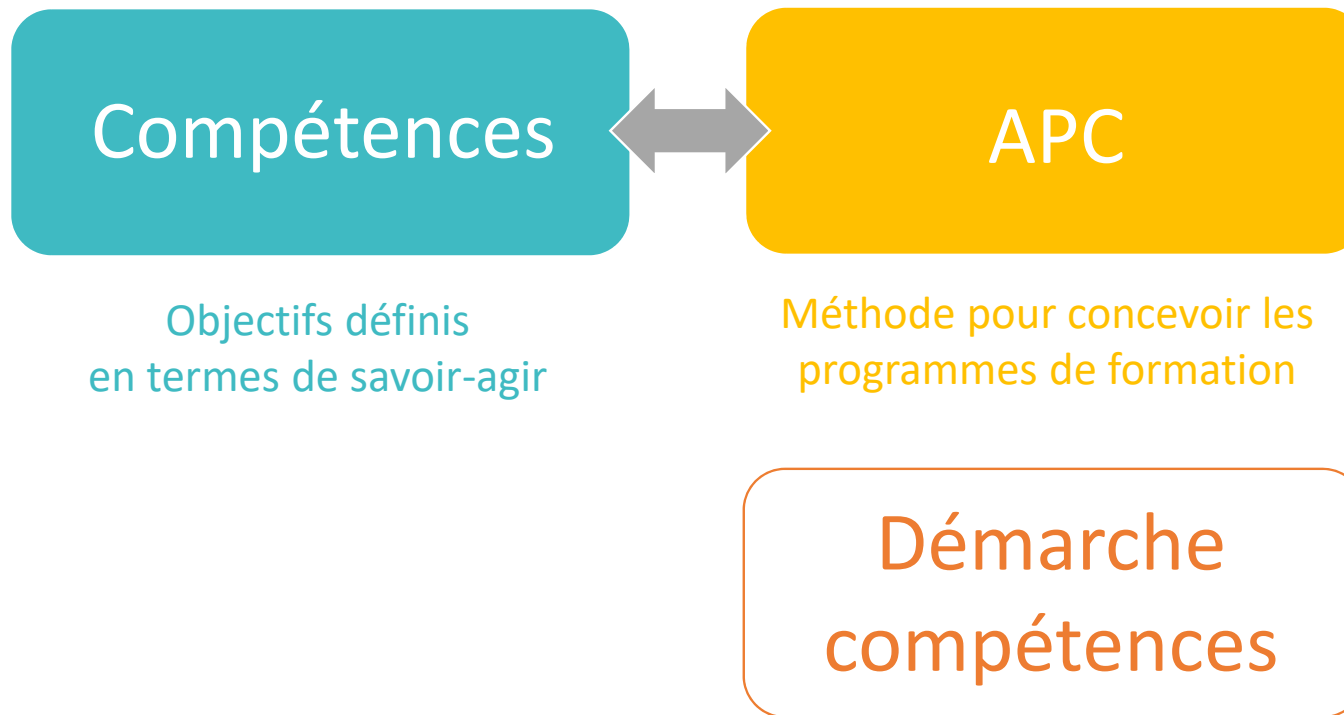 Compétences
APC
Objectifs définis
en termes de savoir-agir
Méthode pour concevoir les
programmes de formation
Démarche
compétences